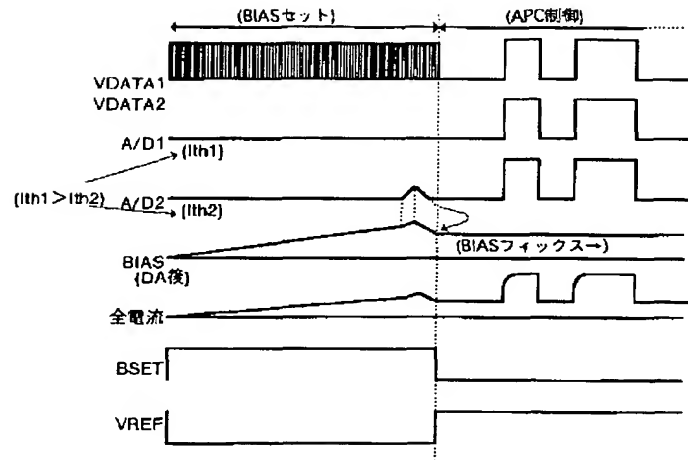 (BIASセット)
(APC制御)
VDATA1
VDATA2
A/D1
(Ith1)
(Ith1>Ith2)
A/D2
(Ith2)
(BIASフィックス→)
BIAS
(DA後)
全電流
BSET
VREF